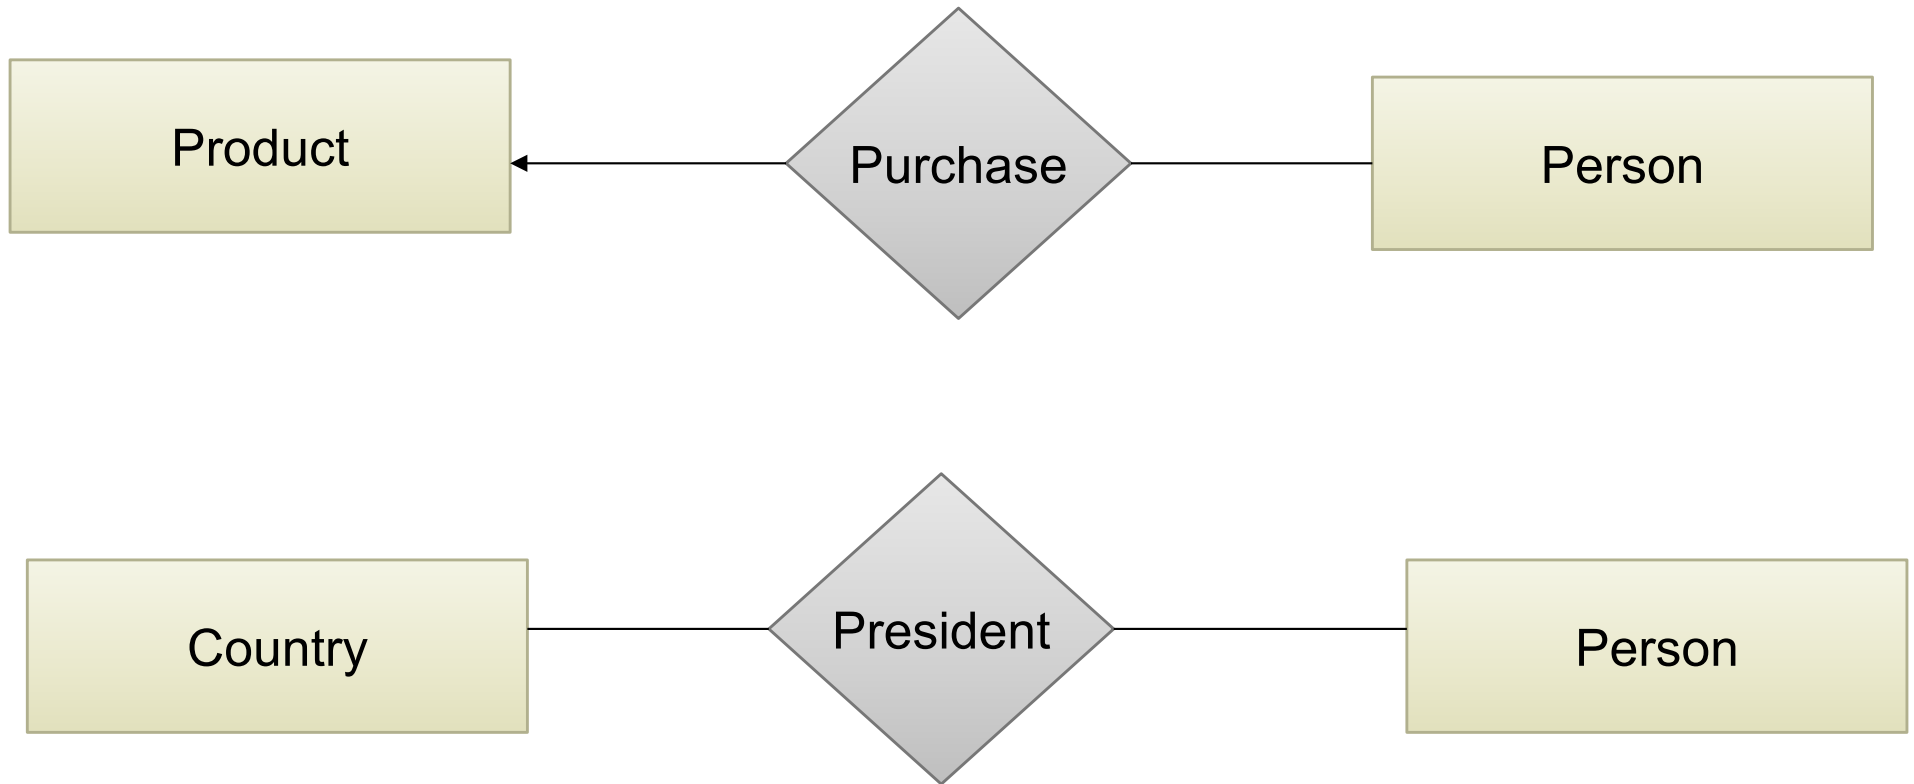 Product
Purchase
Person
Country
President
Person